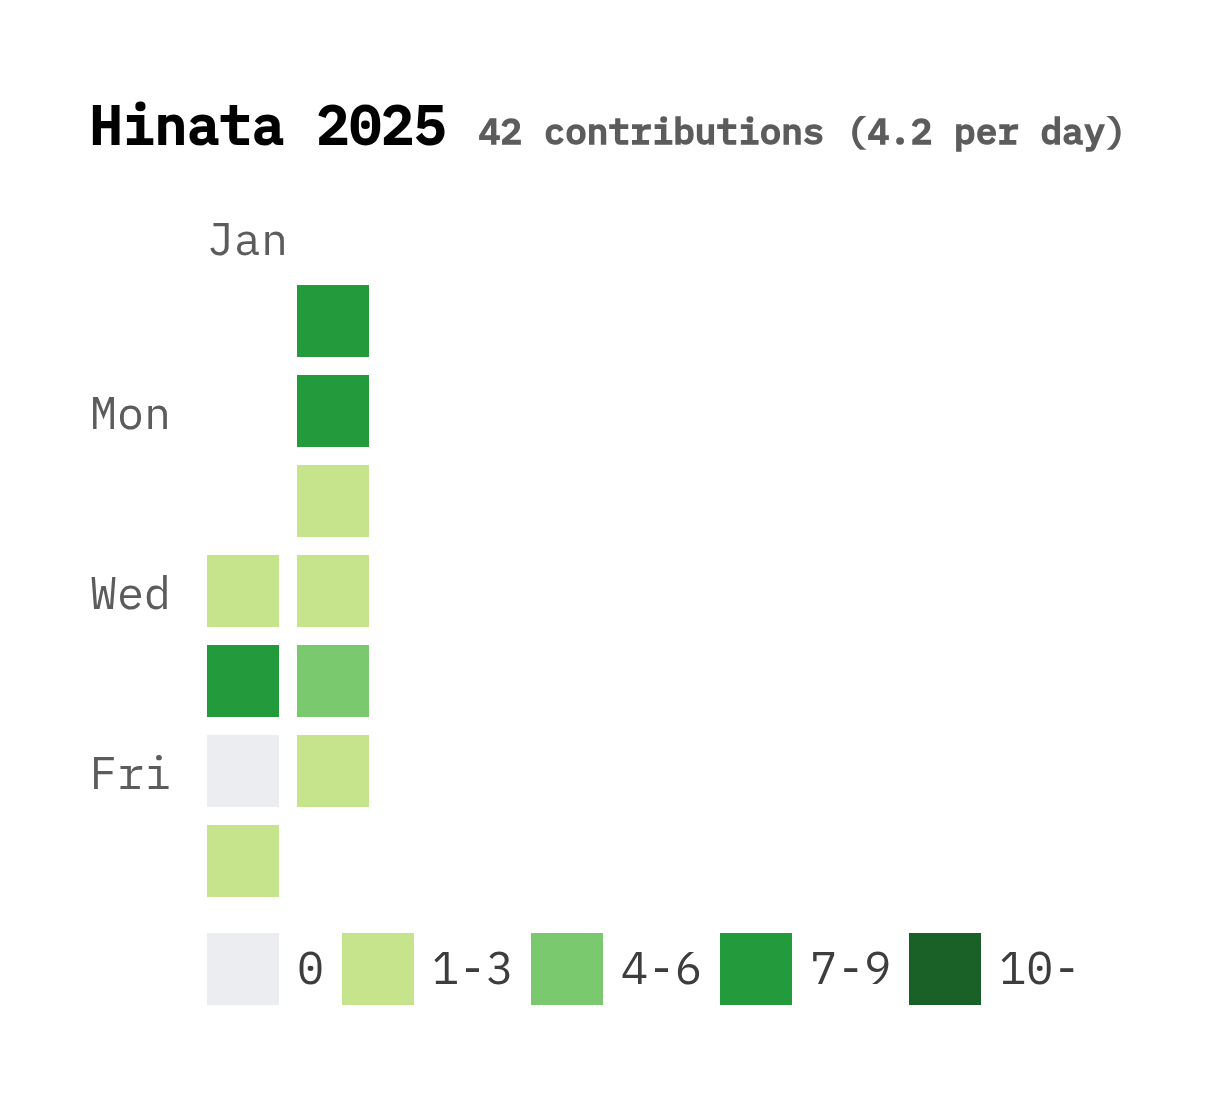 Hinata 2025 42 contributions (4.2 per day)
Jan
Mon
Wed
Fri
0 1-3 4-6 7-9 10-